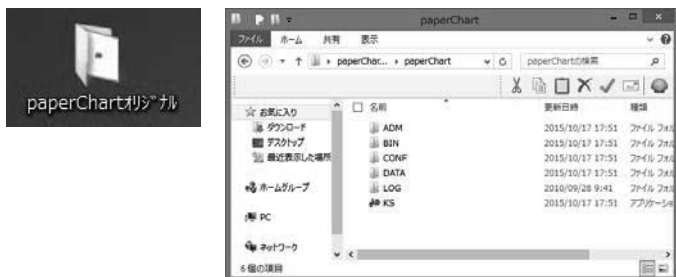 paperChartオリジナル
paperChart
ファイル ホーム 共有 表示
paperChar... paperChart
paperChartの検索
お気に入り
ダウンロード
デスクトップ
最近表示した場所
ホームグループ
PC
ネットワーク
名前 更新日時 種類
ADM 2015/10/17 17:51 ファイル フォル
BIN 2015/10/17 17:51 ファイル フォル
CONF 2015/10/17 17:51 ファイル フォル
DATA 2015/10/17 17:51 ファイル フォル
LOG 2010/09/28 9:41 ファイル フォル
KS 2015/10/17 17:51 アプリケーショ
6 個の項目